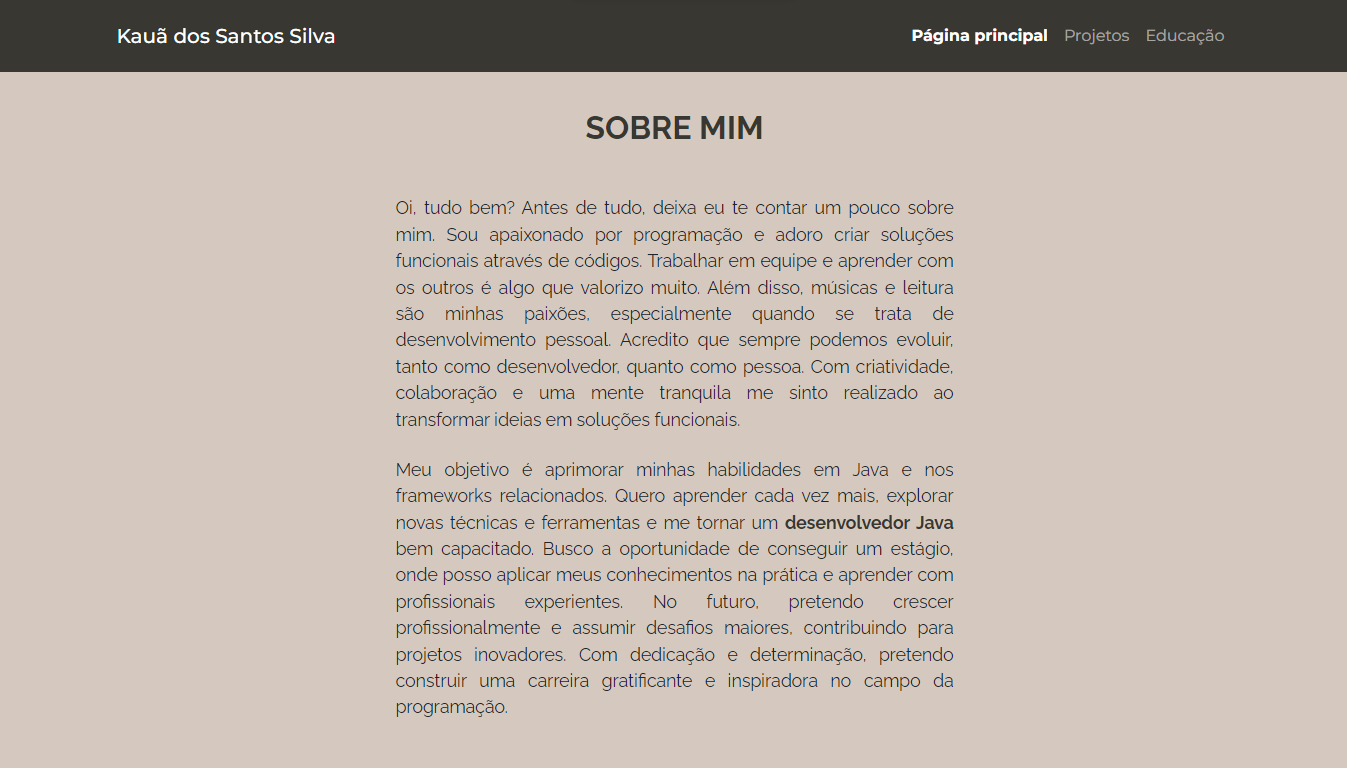 Kauã dos Santos Silva
Página principal Projetos Educação
SOBRE MIM
Oi, tudo bem? Antes de tudo, deixa eu te contar um pouco sobre
mim. Sou apaixonado por programação e adoro criar soluções
funcionais através de códigos. Trabalhar em equipe e aprender com
os outros é algo que valorizo muito. Além disso, músicas e leitura
são minhas paixões, especialmente quando se trata de
desenvolvimento pessoal. Acredito que sempre podemos evoluir,
tanto como desenvolvedor, quanto como pessoa. Com criatividade,
colaboração e uma mente tranquila me sinto realizado ao
transformar ideias em soluções funcionais.
Meu objetivo é aprimorar minhas habilidades em Java e nos
frameworks relacionados. Quero aprender cada vez mais, explorar
novas técnicas e ferramentas e me tornar um desenvolvedor Java
bem capacitado. Busco a oportunidade de conseguir um estágio,
onde posso aplicar meus conhecimentos na prática e aprender com
profissionais experientes. No futuro, pretendo crescer
profissionalmente e assumir desafios maiores, contribuindo para
projetos inovadores. Com dedicação e determinação, pretendo
construir uma carreira gratificante e inspiradora no campo da
programação.